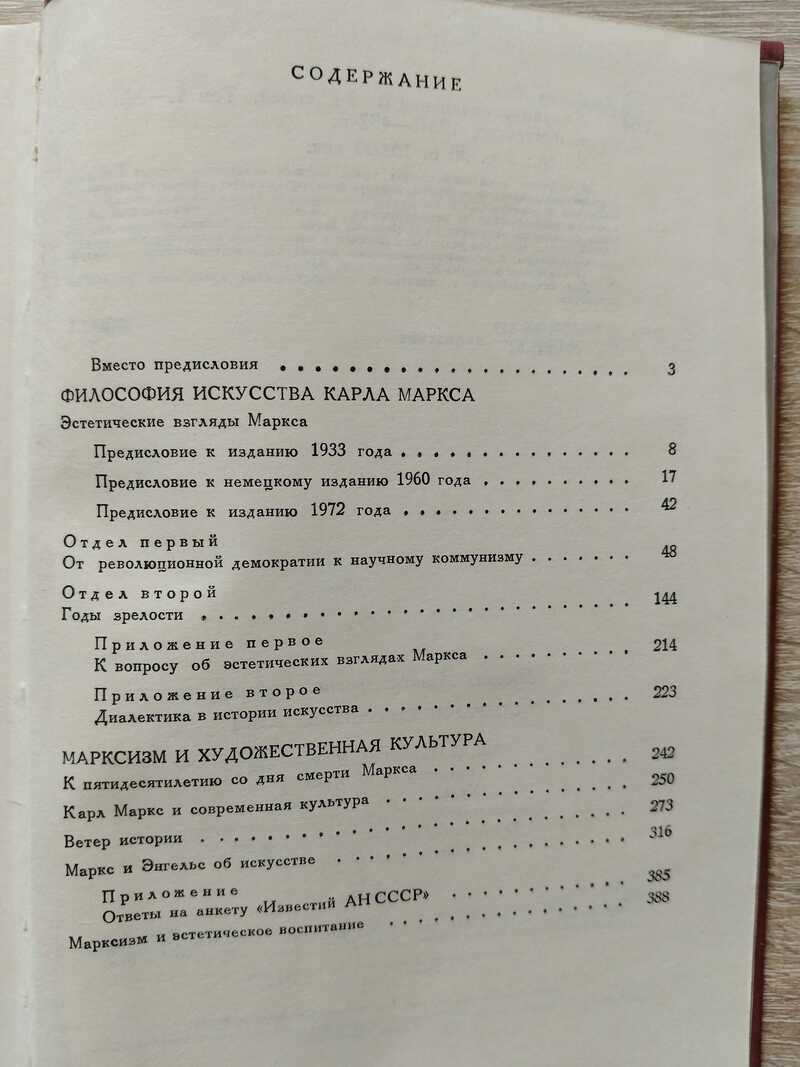 СОДЕРЖАНИЕ
Вместо предисловия . . . . . . . . . . . . . . . . . . . 3
ФИЛОСОФИЯ ИСКУССТВА КАРЛА МАРКСА
Эстетические взгляды Маркса
Предисловие к изданию 1933 года . . . . . . . . . . . . . . . 8
Предисловие к немецкому изданию 1960 года . . . . . . . . . . 17
Предисловие к изданию 1972 года . . . . . . . . . . . . . . . 42
Отдел первый
От революционной демократии к научному коммунизму . . . . . . . 48
Отдел второй
Годы зрелости . . . . . . . . . . . . . . . . . . . . . . 144
Приложение первое
К вопросу об эстетических взглядах Маркса . . . . . . . . . . 214
Приложение второе
Диалектика в истории искусства . . . . . . . . . . . . . . . 223
МАРКСИЗМ И ХУДОЖЕСТВЕННАЯ КУЛЬТУРА
К пятидесятилетию со дня смерти Маркса . . . . . . . . . . . . 242
Карл Маркс и современная культура . . . . . . . . . . . . . . 250
Ветер истории . . . . . . . . . . . . . . . . . . . . . . 273
Маркс и Энгельс об искусстве . . . . . . . . . . . . . . . . 316
Приложение
Ответы на анкету «Известий АН СССР» . . . . . . . . . . . . . 385
Марксизм и эстетическое воспитание . . . . . . . . . . . . . . 388